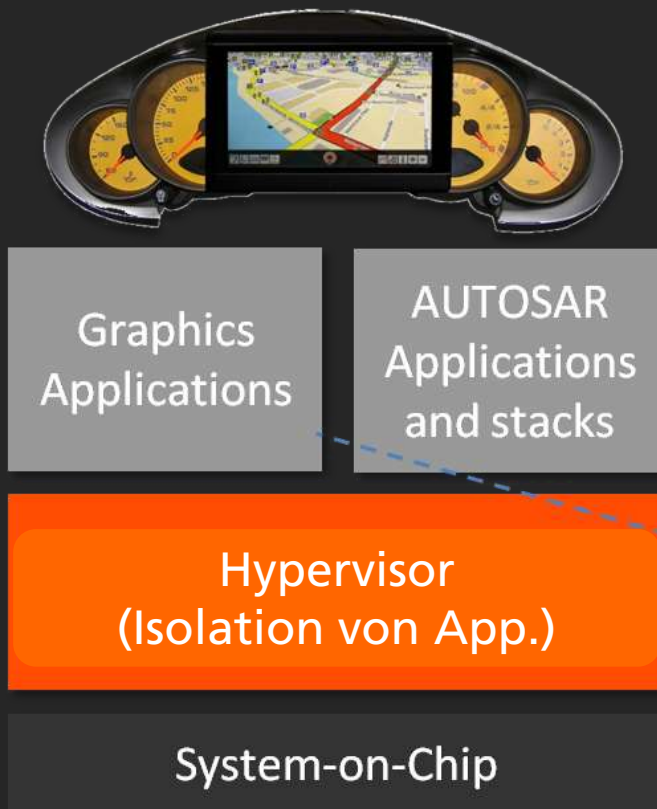 Graphics
Applications
AUTOSAR
Applications
and stacks
Hypervisor
(Isolation von App.)
System-on-Chip